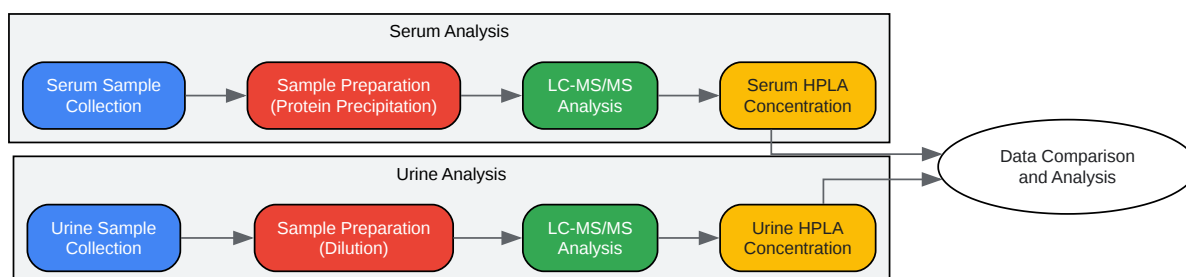 Serum Analysis
Serum Sample
Collection
Sample Preparation
(Protein Precipitation)
LC-MS/MS
Analysis
Serum HPLA
Concentration
Data Comparison
and Analysis
Urine Analysis
Urine Sample
Collection
Sample Preparation
(Dilution)
LC-MS/MS
Analysis
Urine HPLA
Concentration